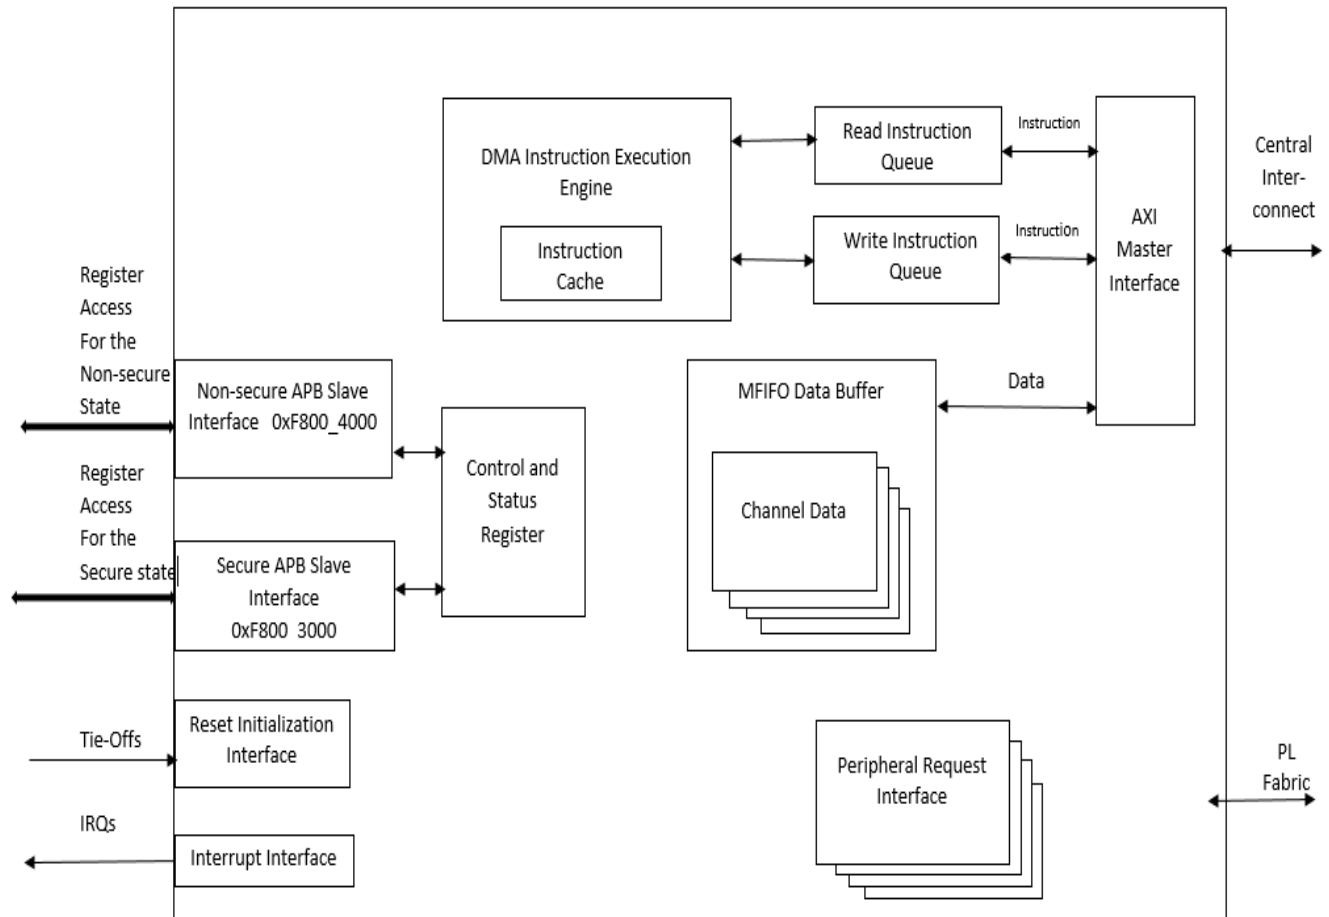 DMA Instruction Execution
Engine
Instruction
Cache
Read Instruction
Queue
Instruction
Write Instruction
Queue
Instruction
AXI
Master
Interface
Central
Inter-
connect
Register
Access
For the
Non-secure
State
Non-secure APB Slave
Interface 0xF800_4000
Register
Access
For the
Secure state
Secure APB Slave
Interface
0xF800 3000
Control and
Status
Register
MFIFO Data Buffer
Channel Data
Data
Tie-Offs
Reset Initialization
Interface
IRQs
Interrupt Interface
Peripheral Request
Interface
PL
Fabric